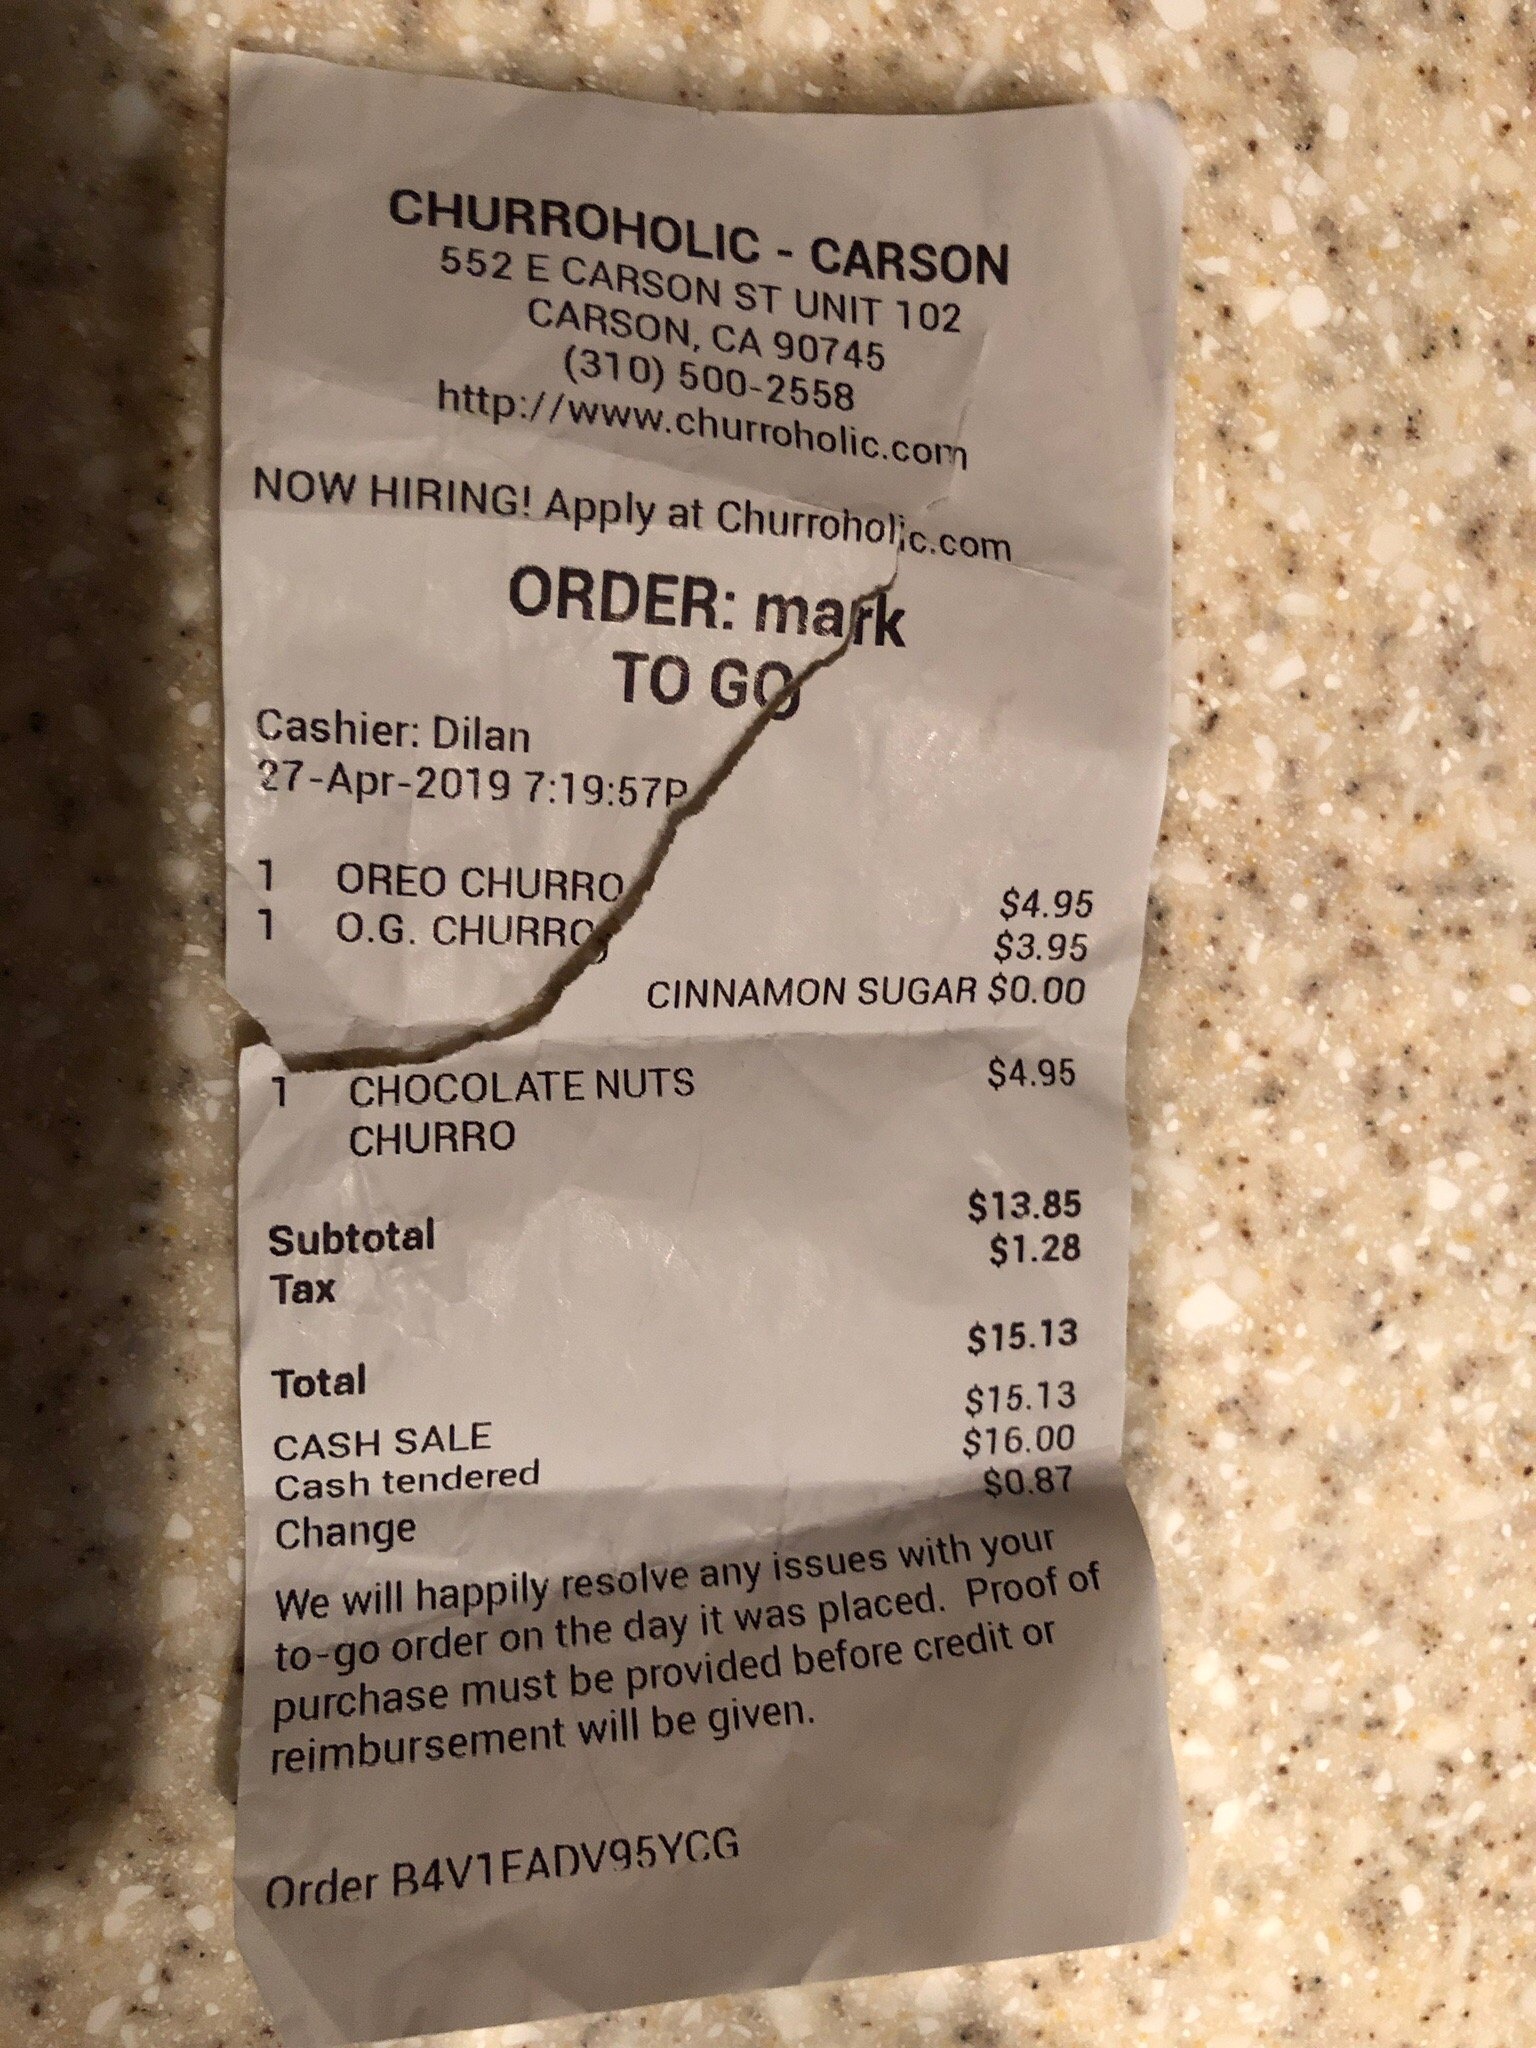 CHURROHOLIC - CARSON
552 E CARSON ST UNIT 102
CARSON, CA 90745
(310) 500-2558
http://www.churroholic.com
NOW HIRING! Apply at Churroholic.com
ORDER: mark
TO GO
Cashier: Dilan
27-Apr-2019 7:19:57P
1 OREO CHURRO $4.95
1 O.G. CHURROS $3.95
CINNAMON SUGAR $0.00
1 CHOCOLATE NUTS $4.95
CHURRO
Subtotal $13.85
Tax $1.28
Total $15.13
CASH SALE $15.13
Cash tendered $16.00
Change $0.87
We will happily resolve any issues with your
to-go order on the day it was placed. Proof of
purchase must be provided before credit or
reimbursement will be given.
Order B4V1FADV95YCG